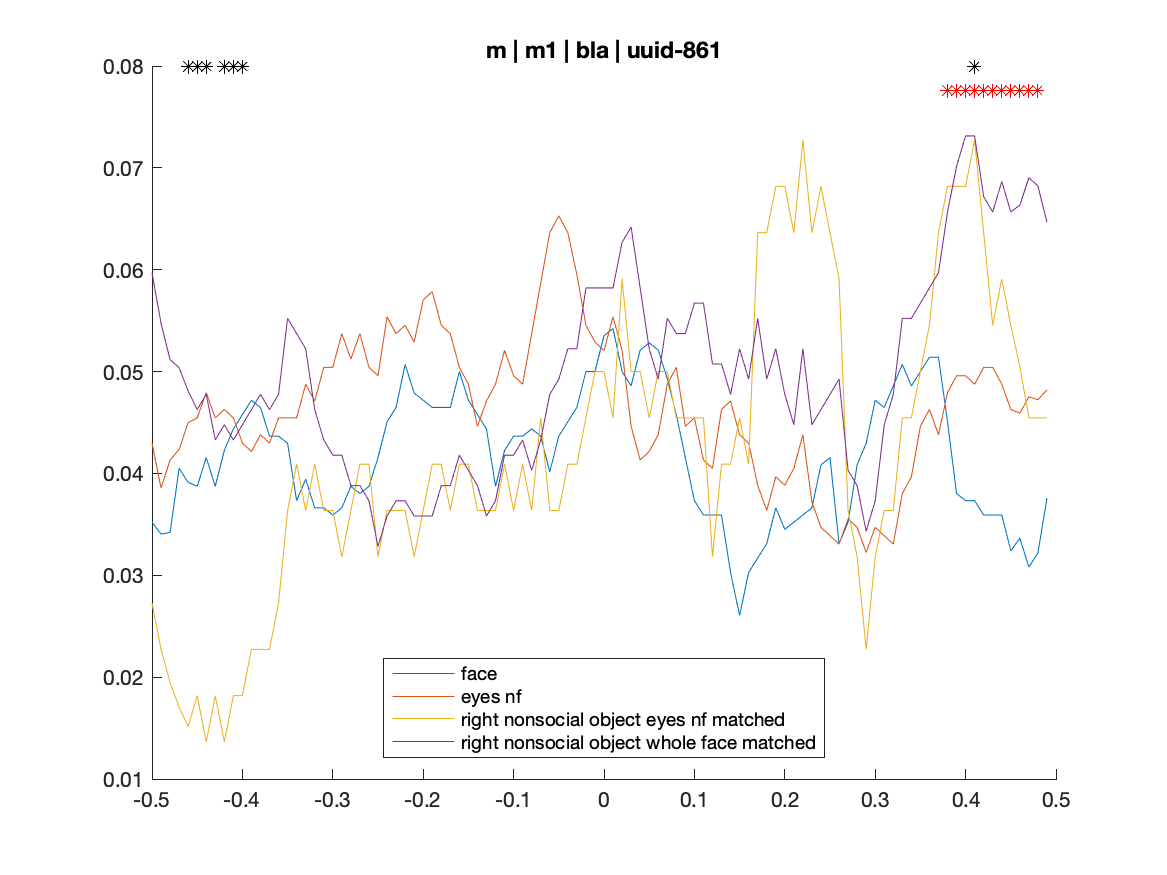 m | m1 | bla | uuid-861
0.08
0.07
0.06
0.05
0.04
0.03
0.02
0.01
face
eyes nf
right nonsocial object eyes nf matched
right nonsocial object whole face matched
-0.5 -0.4 -0.3 -0.2 -0.1 0 0.1 0.2 0.3 0.4 0.5